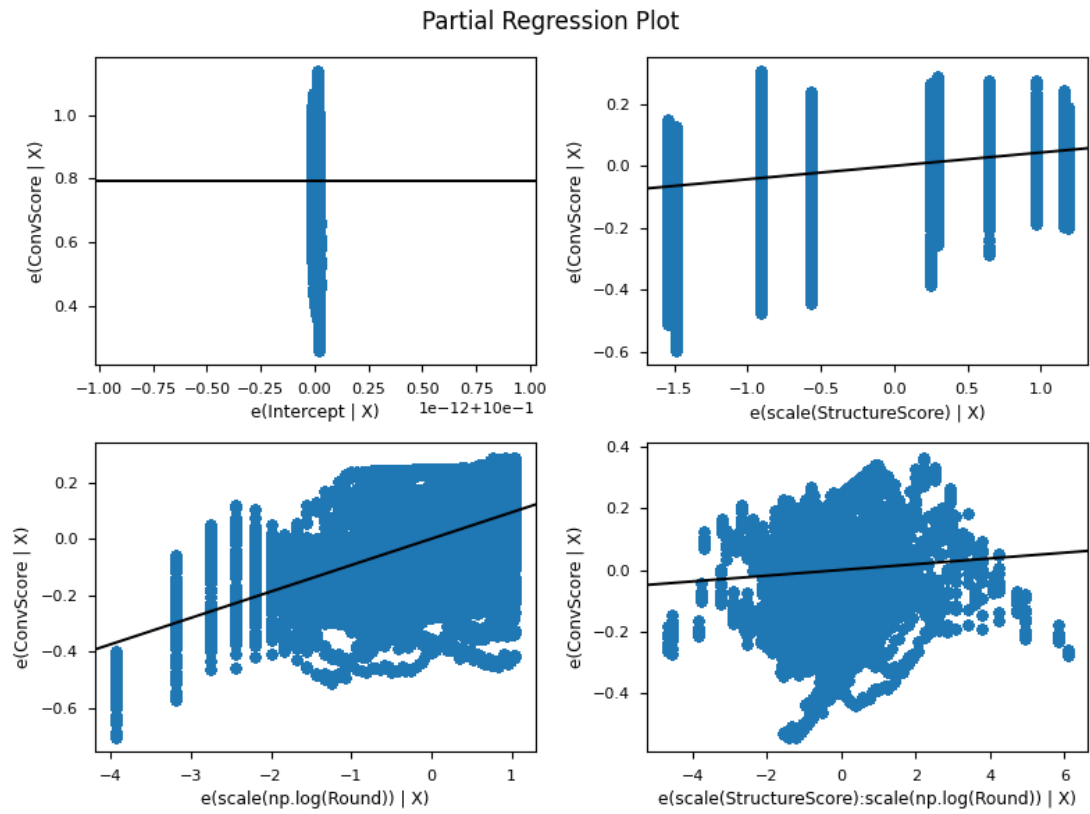 Partial Regression Plot
e(ConvScore | X)
1.0
0.8
0.6
0.4
−1.00 −0.75 −0.50 −0.25 0.00 0.25 0.50 0.75 1.00
e(Intercept | X)
1e−12+10e−1
e(ConvScore | X)
0.2
0.0
−0.2
−0.4
−0.6
−1.5 −1.0 −0.5 0.0 0.5 1.0
e(scale(StructureScore) | X)
e(ConvScore | X)
0.2
0.0
−0.2
−0.4
−0.6
−4 −3 −2 −1 0 1
e(scale(np.log(Round)) | X)
e(ConvScore | X)
0.4
0.2
0.0
−0.2
−0.4
−4 −2 0 2 4 6
e(scale(StructureScore):scale(np.log(Round)) | X)